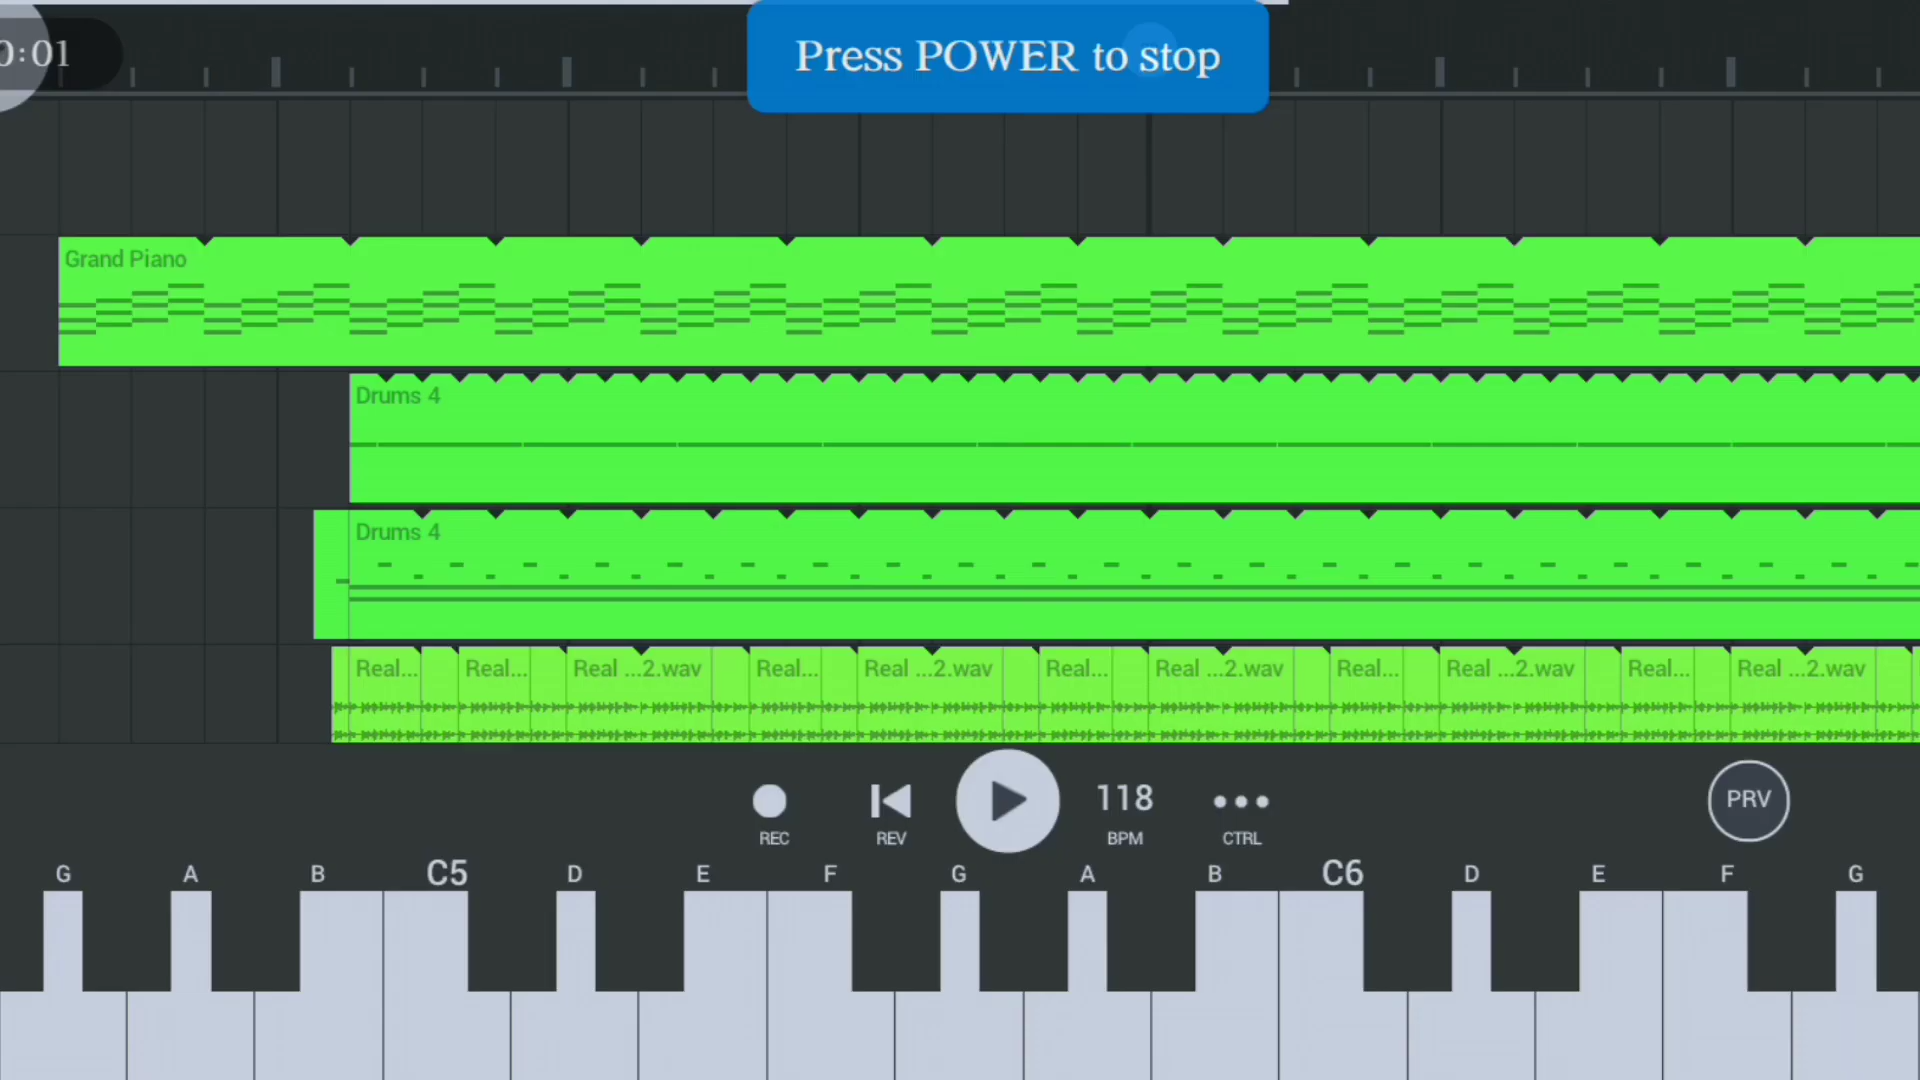 0:01
Press POWER to stop
Grand Piano
Drums 4
Drums 4
Real... Real... Real ...2.wav Real... Real ...2.wav Real... Real ...2.wav Real... Real ...2.wav Real... Real ...2.wav
118
PRV
REC REV BPM CTRL
G A B C5 D E F G A B C6 D E F G